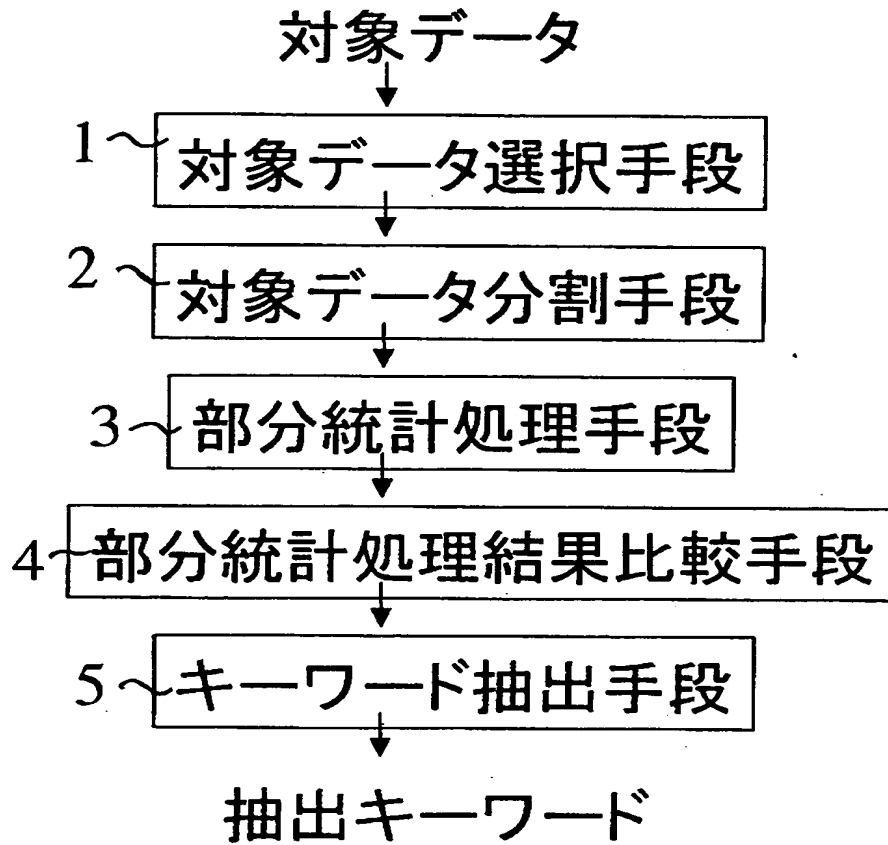 対象データ
1 対象データ選択手段
2 対象データ分割手段
3 部分統計処理手段
4 部分統計処理結果比較手段
5 キーワード抽出手段
抽出キーワード